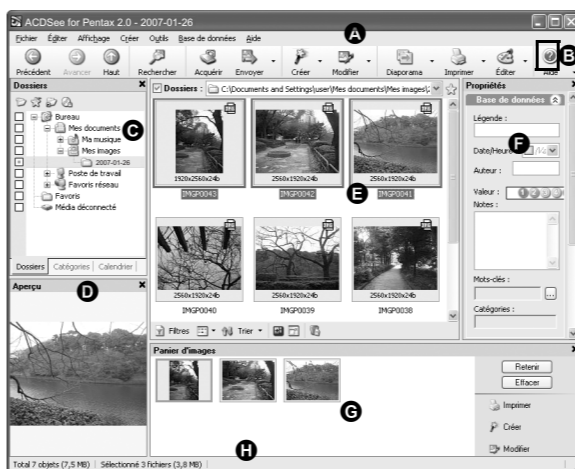 ACDSee for Pentax 2.0 - 2007-01-26
Fichier Éditer Affichage Créer Outils Base de données Aide
A
Précédent Avancer Haut Rechercher Acquérir Envoyer Créer Modifier Diaporama Imprimer Éditer Aide
B
Dossiers
Bureau
Mes documents
C
Ma musique
Mes images
2007-01-26
Poste de travail
Favoris réseau
Favoris
Média déconnecté
Dossiers Catégories Calendrier
Dossiers : C:\Documents and Settings\user\Mes documents\Mes images\
1920x2560x24b
IMGP0043
2560x1920x24b
IMGP0042
2560x1920x24b
IMGP0041
E
2560x1920x24b
IMGP0040
2560x1920x24b
IMGP0039
2560x1920x24b
IMGP0038
Filtres Trier
Propriétés
Base de données
Légende :
F
Date/Heure
Auteur :
Valeur : 1 2 3
Notes :
Mots-clés :
...
Catégories :
Aperçu
D
Panier d'images
G
Retenir
Effacer
Imprimer
Créer
Modifier
H
Total 7 objets (7,5 MB) Sélectionné 3 fichiers (3,8 MB)